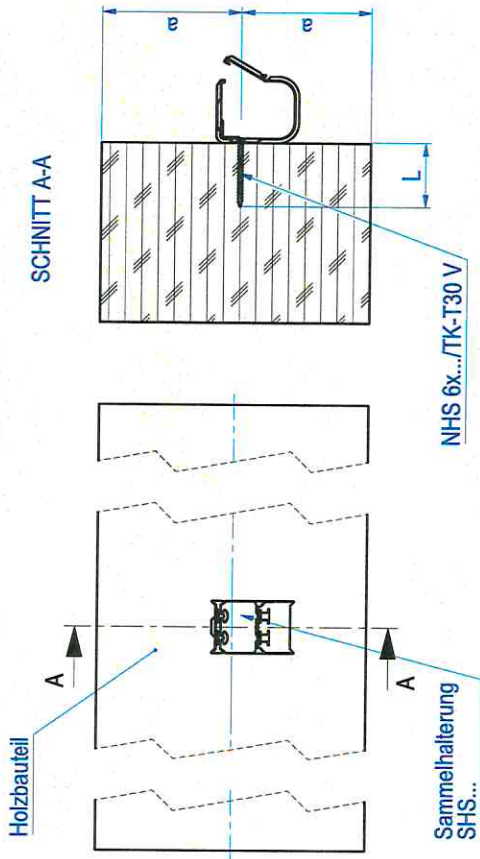 SCHNITT A-A
a
a
L
NHS 6x.../TK-T30 V
Holzbauteil
A
A
Sammelhalterung
SHS...